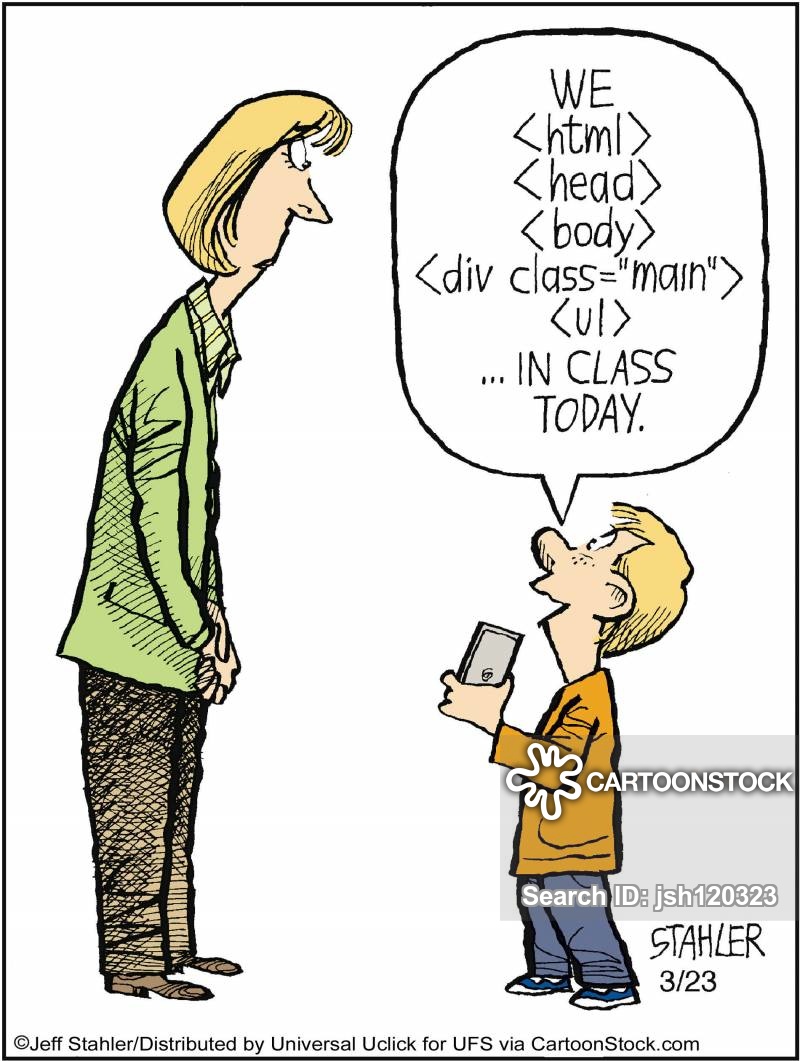 WE
<html>
<head>
<body>
<div class="main">
<ul>
... IN CLASS
TODAY.
CARTOONSTOCK
Search ID: jsh120323
STAHLER
3/23
©Jeff Stahler/Distributed by Universal Uclick for UFS via CartoonStock.com